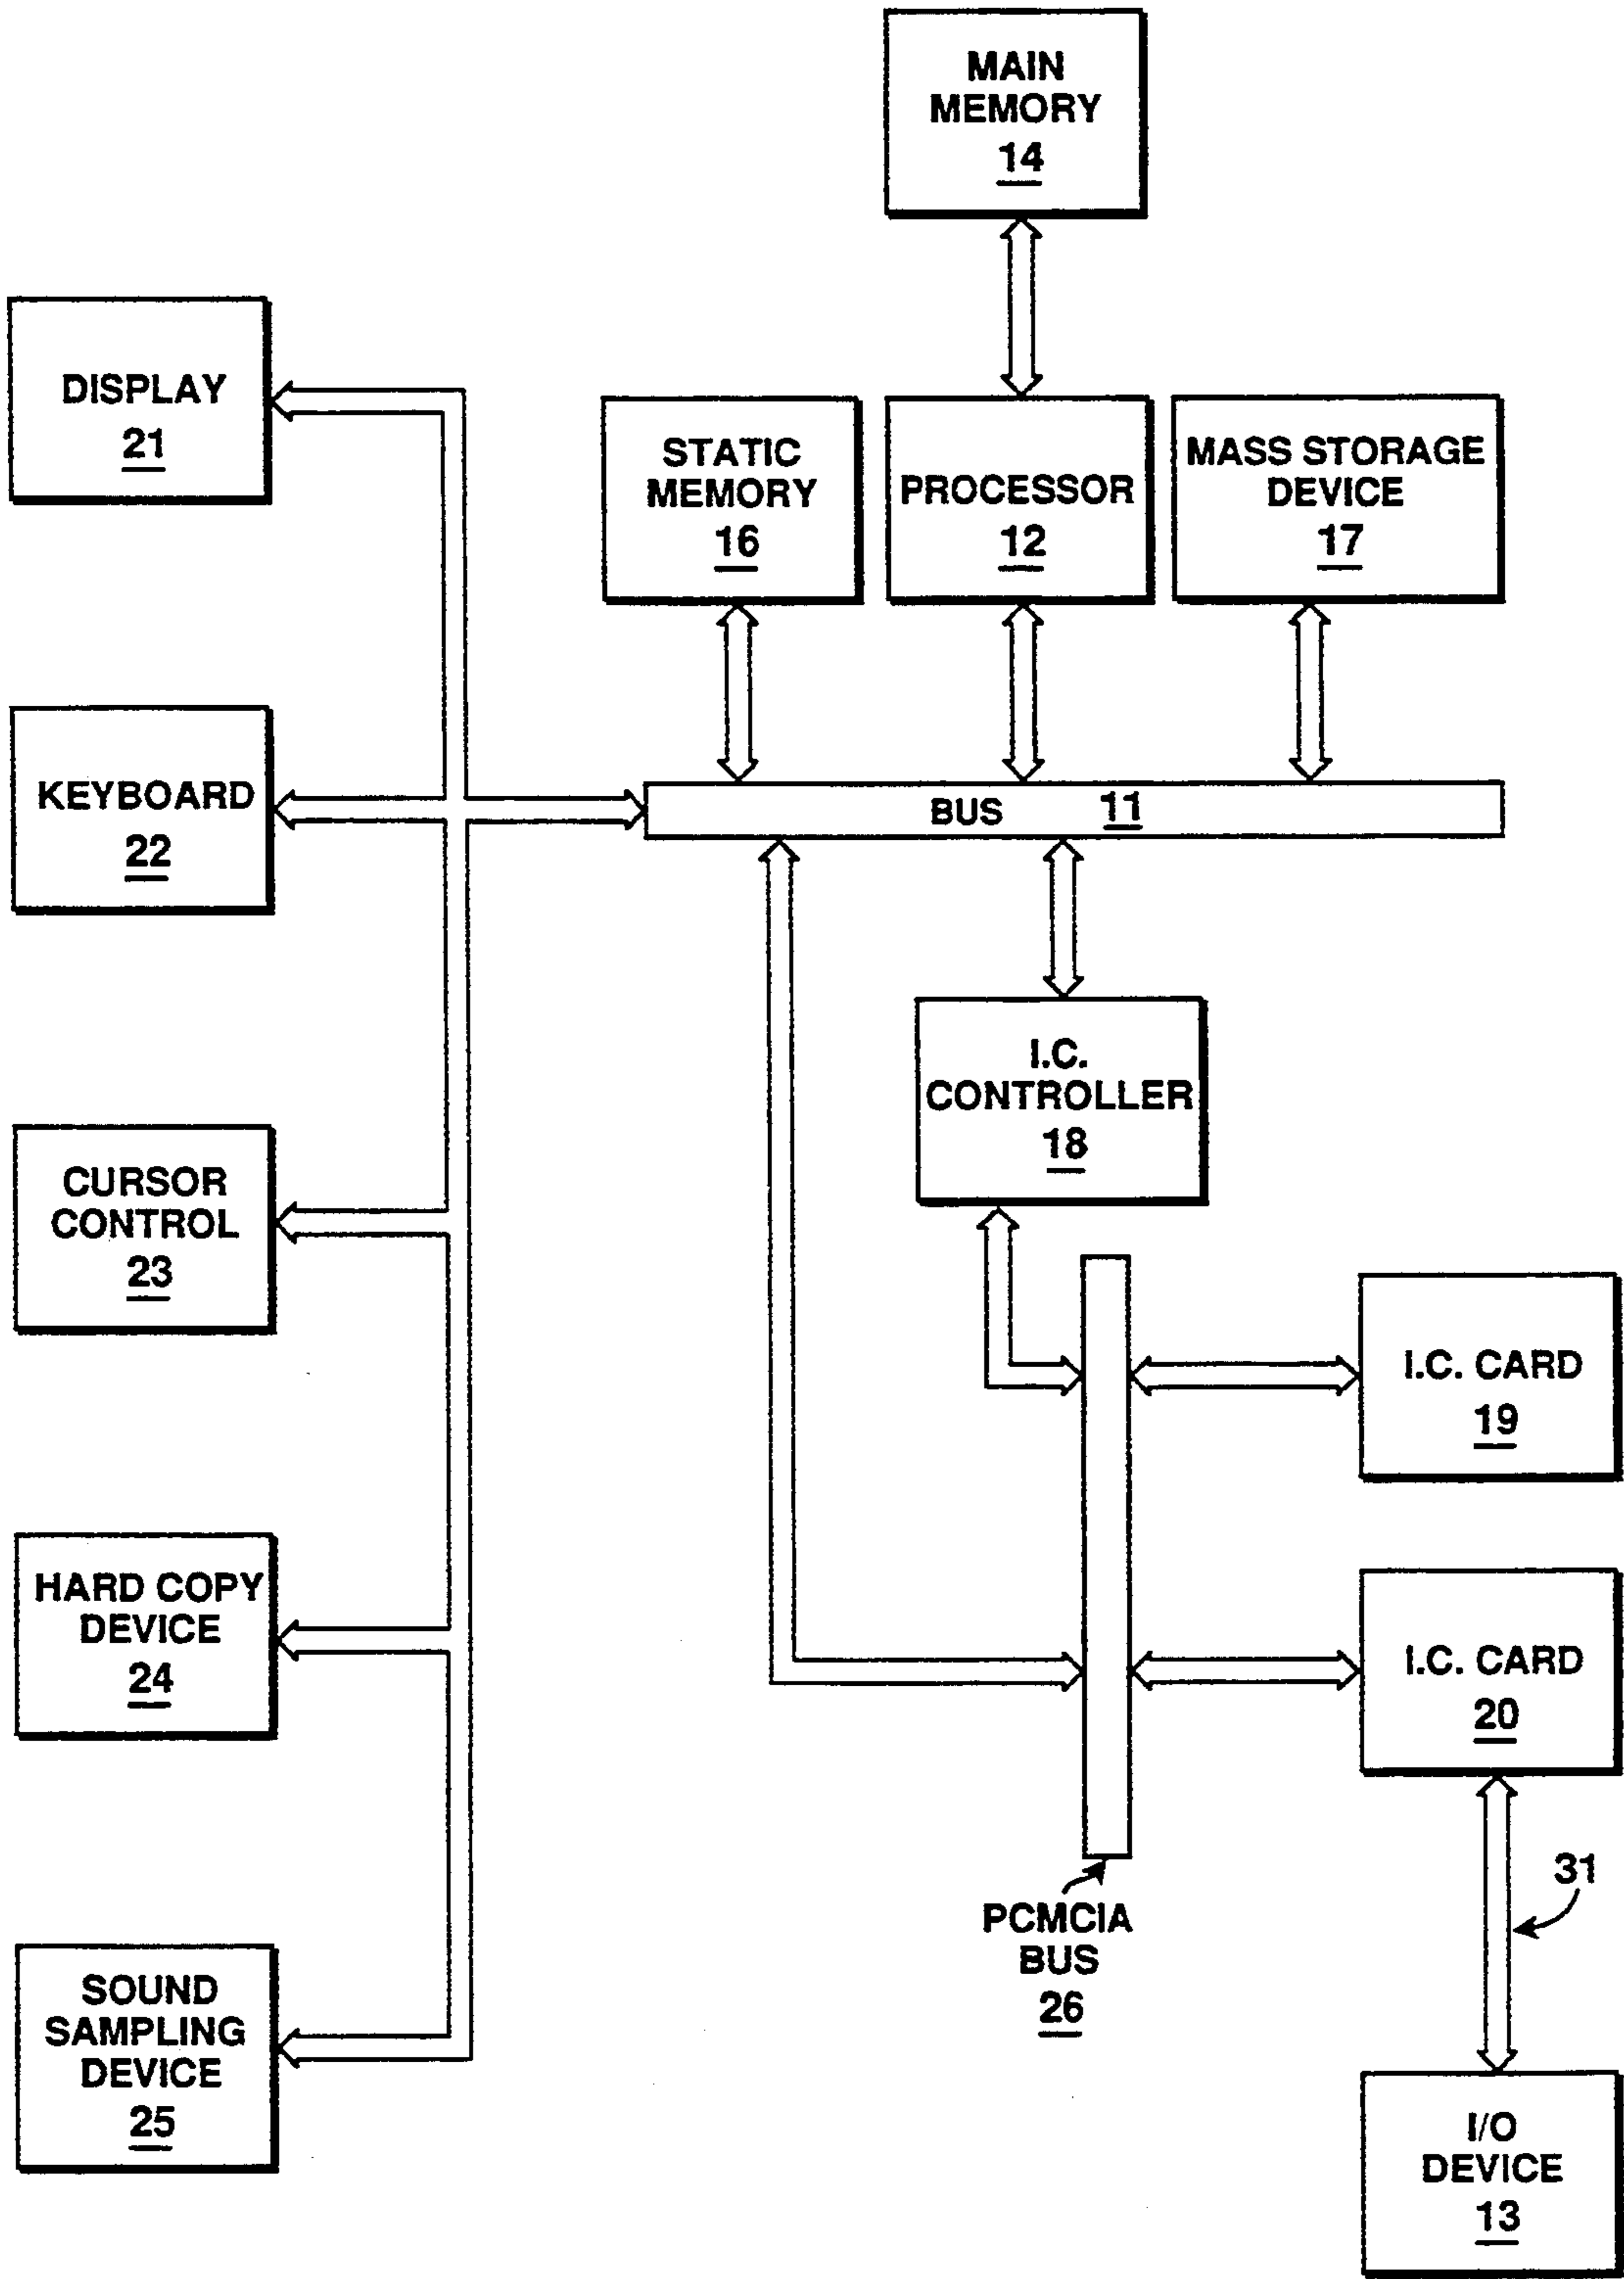 MAIN
MEMORY
14
DISPLAY
21
STATIC
MEMORY
16
PROCESSOR
12
MASS STORAGE
DEVICE
17
KEYBOARD
22
BUS 11
I.C.
CONTROLLER
18
CURSOR
CONTROL
23
I.C. CARD
19
HARD COPY
DEVICE
24
I.C. CARD
20
31
PCMCIA
BUS
26
SOUND
SAMPLING
DEVICE
25
I/O
DEVICE
13